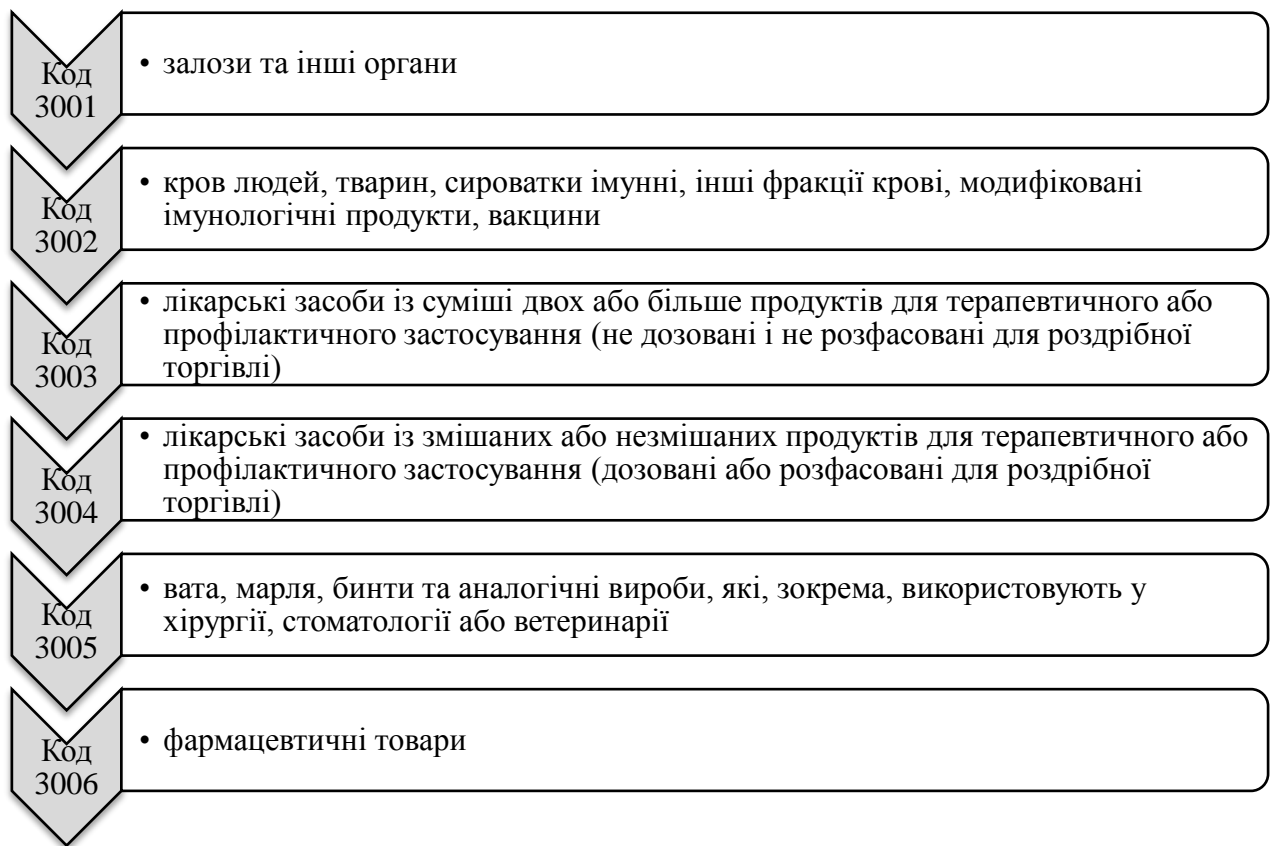 Код
3001
• залози та інші органи
Код
3002
• кров людей, тварин, сироватки імунні, інші фракції крові, модифіковані
імунологічні продукти, вакцини
Код
3003
• лікарські засоби із суміші двох або більше продуктів для терапевтичного або
профілактичного застосування (не дозовані і не розфасовані для роздрібної
торгівлі)
Код
3004
• лікарські засоби із змішаних або незмішаних продуктів для терапевтичного або
профілактичного застосування (дозовані або розфасовані для роздрібної
торгівлі)
Код
3005
• вата, марля, бинти та аналогічні вироби, які, зокрема, використовують у
хірургії, стоматології або ветеринарії
Код
3006
• фармацевтичні товари